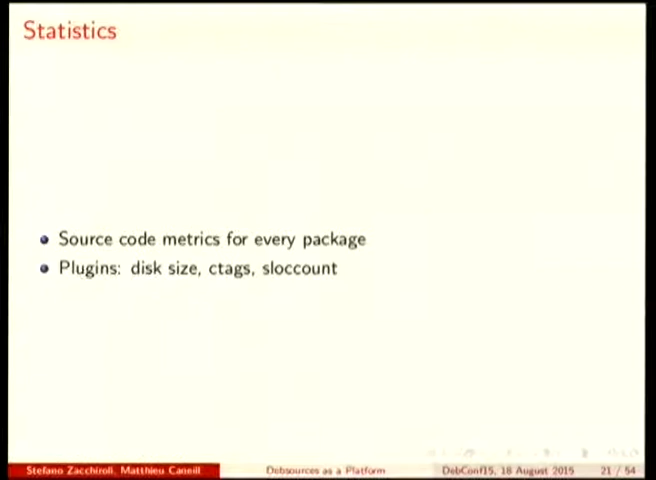 Statistics
Source code metrics for every package
Plugins: disk size, ctags, sloccount
Stefano Zacchiroli, Matthieu Caneill
Debsources as a Platform
DebConf15, 18 August 2015
21 / 54